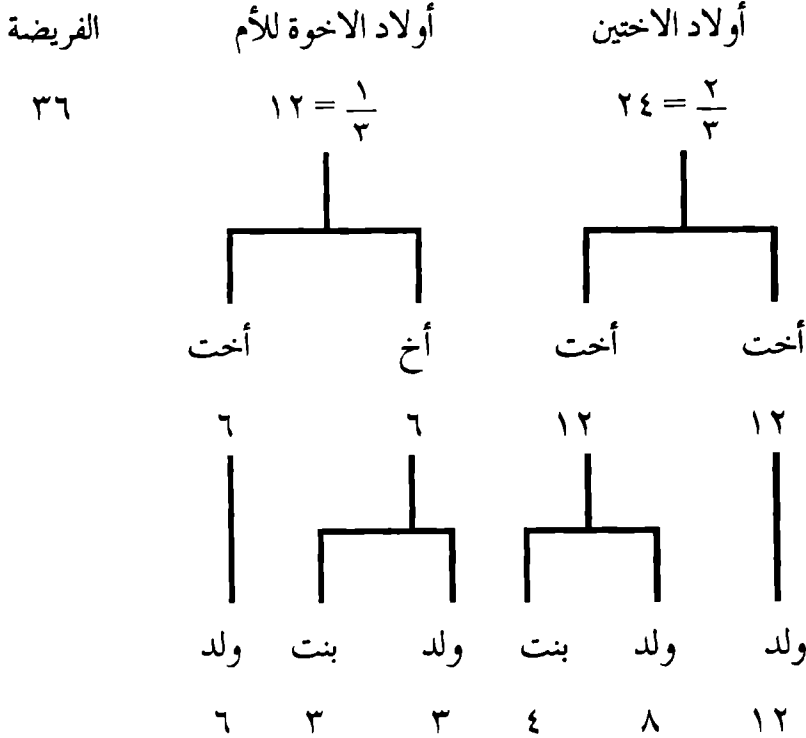 أولاد الاختين أولاد الاخوة للأم الفريضة
٢/٣ = ٢٤ ١/٣ = ١٢ ٣٦
أخت أخت أخ أخت
١٢ ١٢ ٦ ٦
ولد ولد بنت ولد بنت ولد
١٢ ٨ ٤ ٣ ٣ ٦